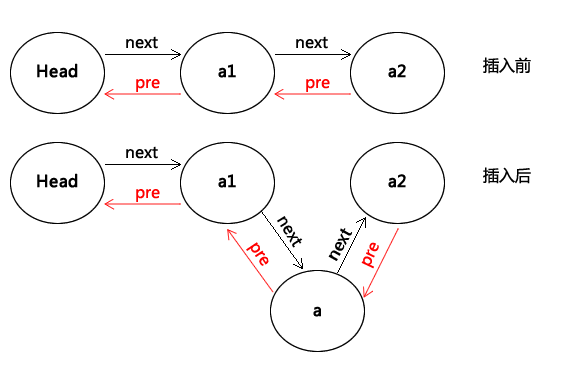 next next
Head a1 a2 插入前
pre pre
next
Head a1 a2 插入后
pre
next next
pre pre
a